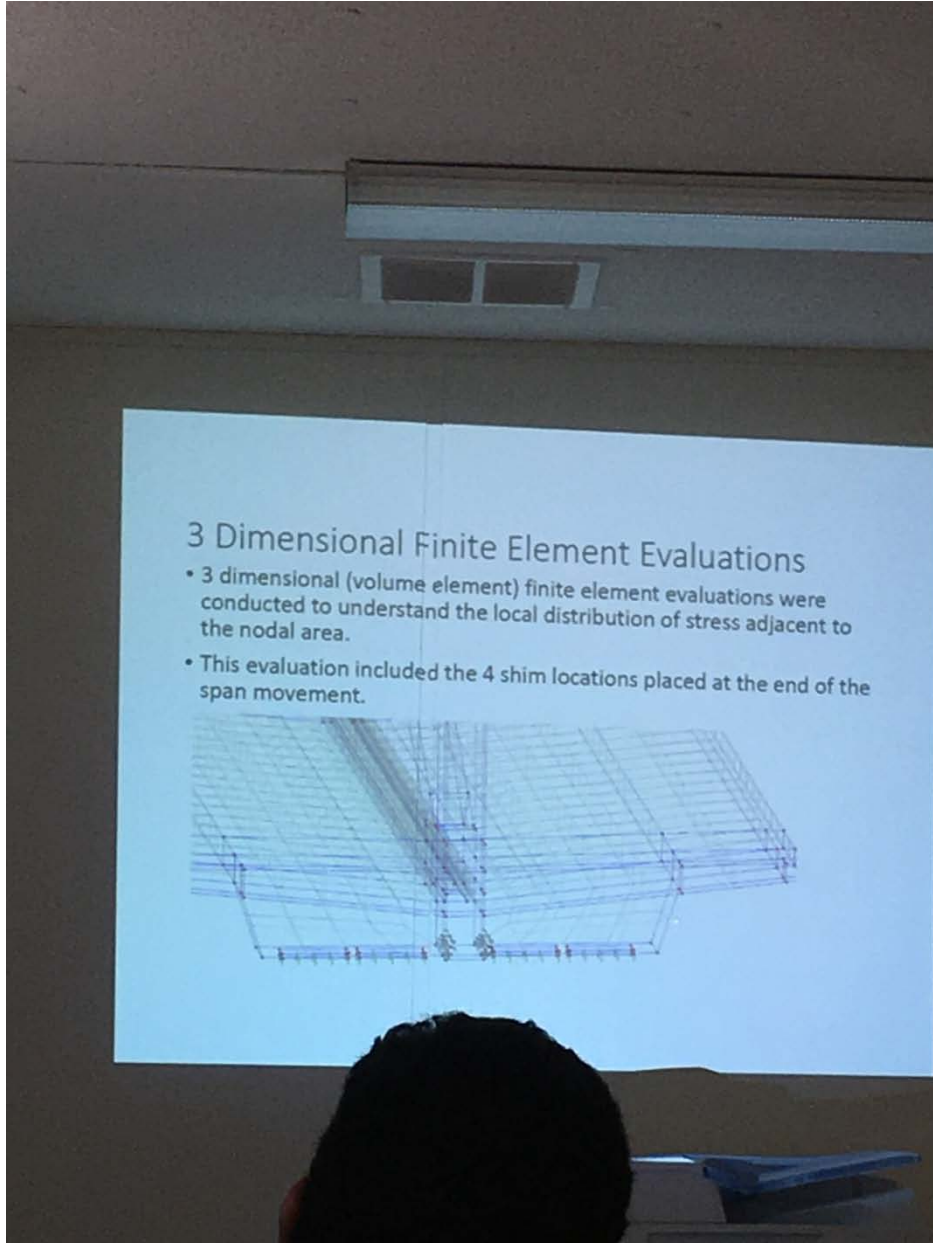 3 Dimensional Finite Element Evaluations
• 3 dimensional (volume element) finite element evaluations were
conducted to understand the local distribution of stress adjacent to
the nodal area.
• This evaluation included the 4 shim locations placed at the end of the
span movement.